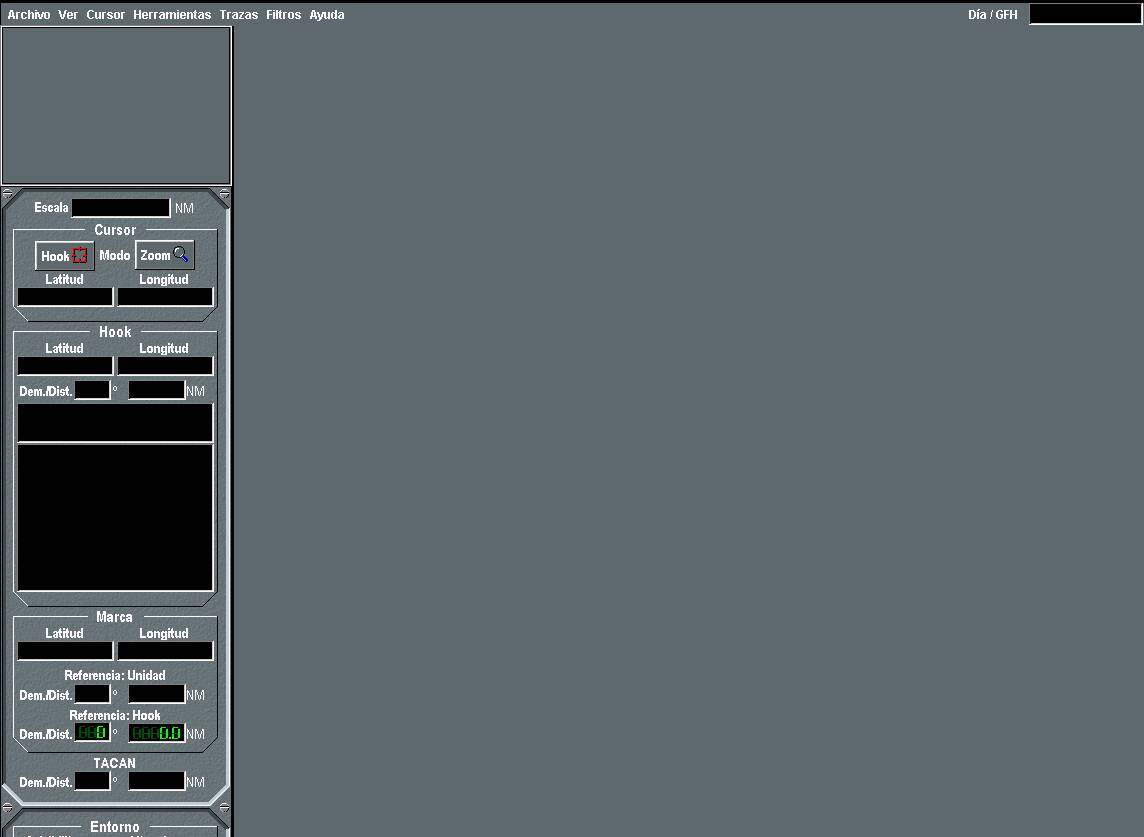 Archivo Ver Cursor Herramientas Trazas Filtros Ayuda Día / GFH
Escala NM
Cursor
Hook Modo Zoom
Latitud Longitud
Hook
Latitud Longitud
Dem./Dist. º NM
Marca
Latitud Longitud
Referencia: Unidad
Dem./Dist. º NM
Referencia: Hook
Dem./Dist. 0 º 0.0 NM
TACAN
Dem./Dist. º NM
Entorno